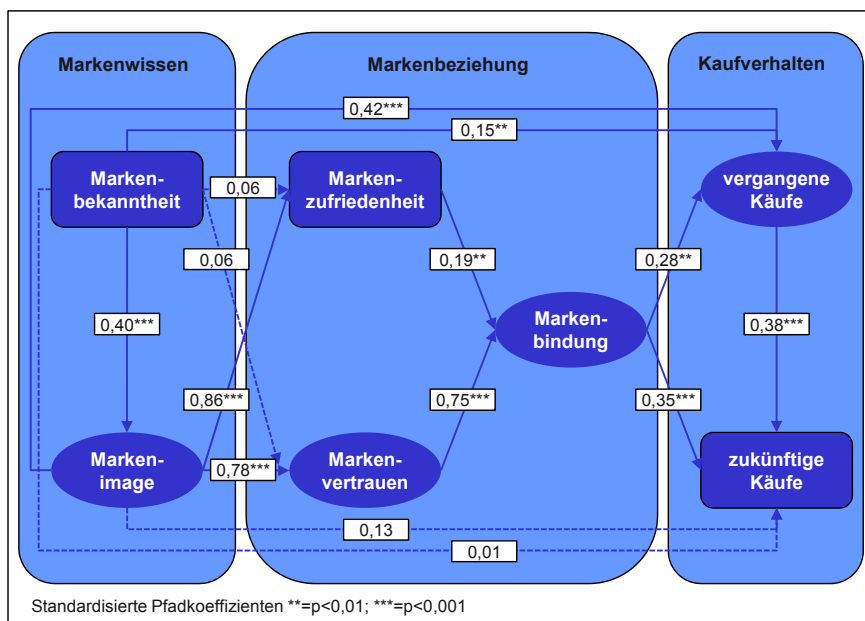 Markenwissen
Markenbeziehung
Kaufverhalten
0,42***
0,15**
Marken-
bekanntheit
0,06
Marken-
zufriedenheit
vergangene
Käufe
0,06
0,19**
0,28**
0,40***
Marken-
bindung
0,38***
0,86***
0,75***
0,35***
Marken-
image
0,78***
Marken-
vertrauen
zukünftige
Käufe
0,13
0,01
Standardisierte Pfadkoeffizienten **=p<0,01; ***=p<0,001